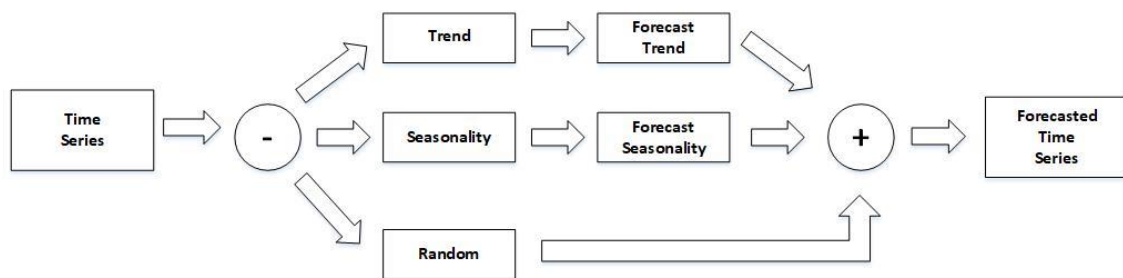 Time
Series
-
Trend
Forecast
Trend
Seasonality
Forecast
Seasonality
Random
+
Forecasted
Time
Series